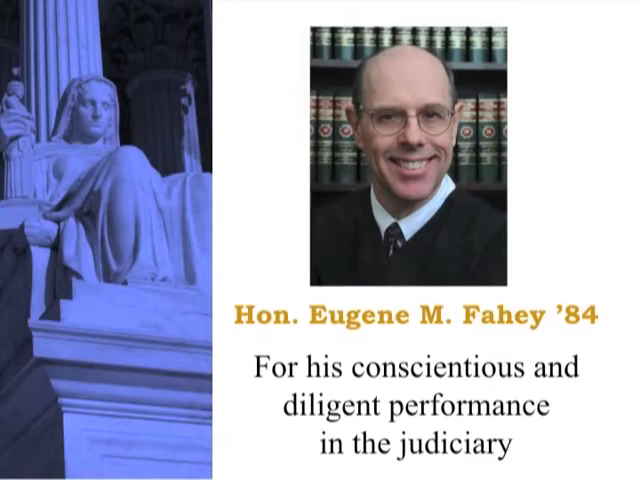 Hon. Eugene M. Fahey ’84
For his conscientious and
diligent performance
in the judiciary